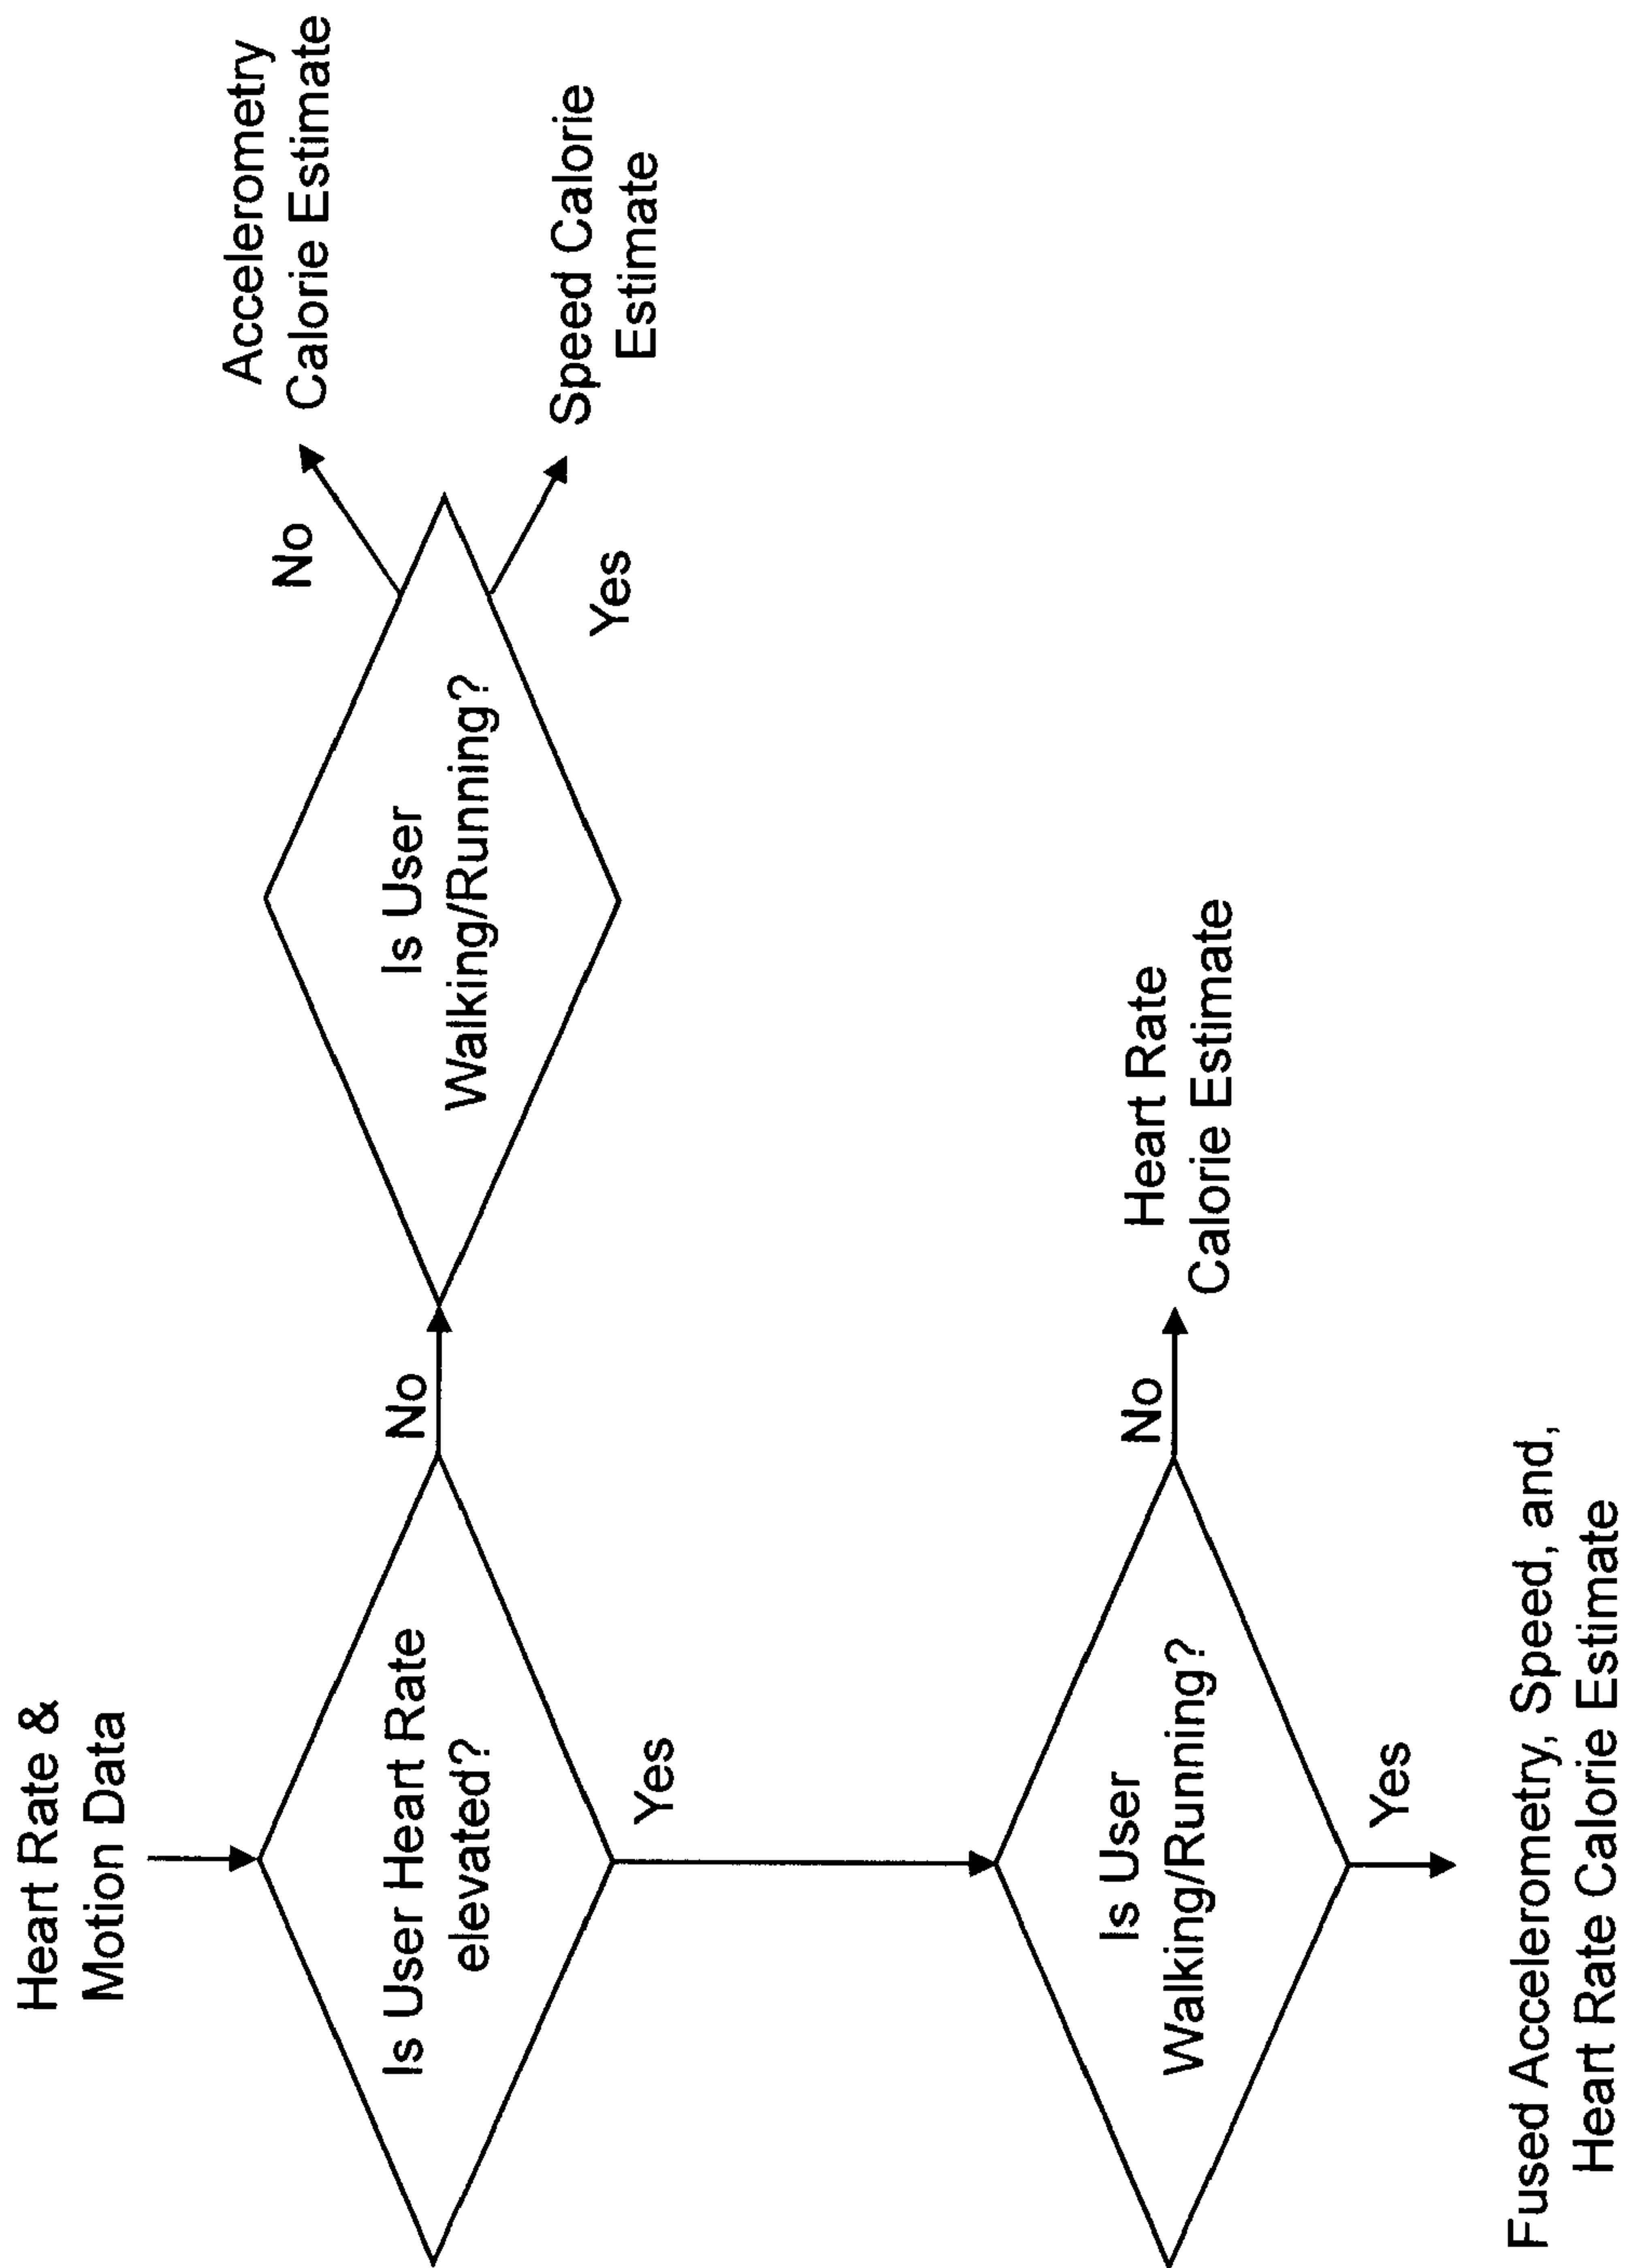 Heart Rate &
Motion Data
Is User Heart Rate
elevated?
No
Is User
Walking/Running?
No
Accelerometry
Calorie Estimate
Yes
Speed Calorie
Estimate
Yes
Is User
Walking/Running?
No
Heart Rate
Calorie Estimate
Yes
Fused Accelerometry, Speed, and,
Heart Rate Calorie Estimate